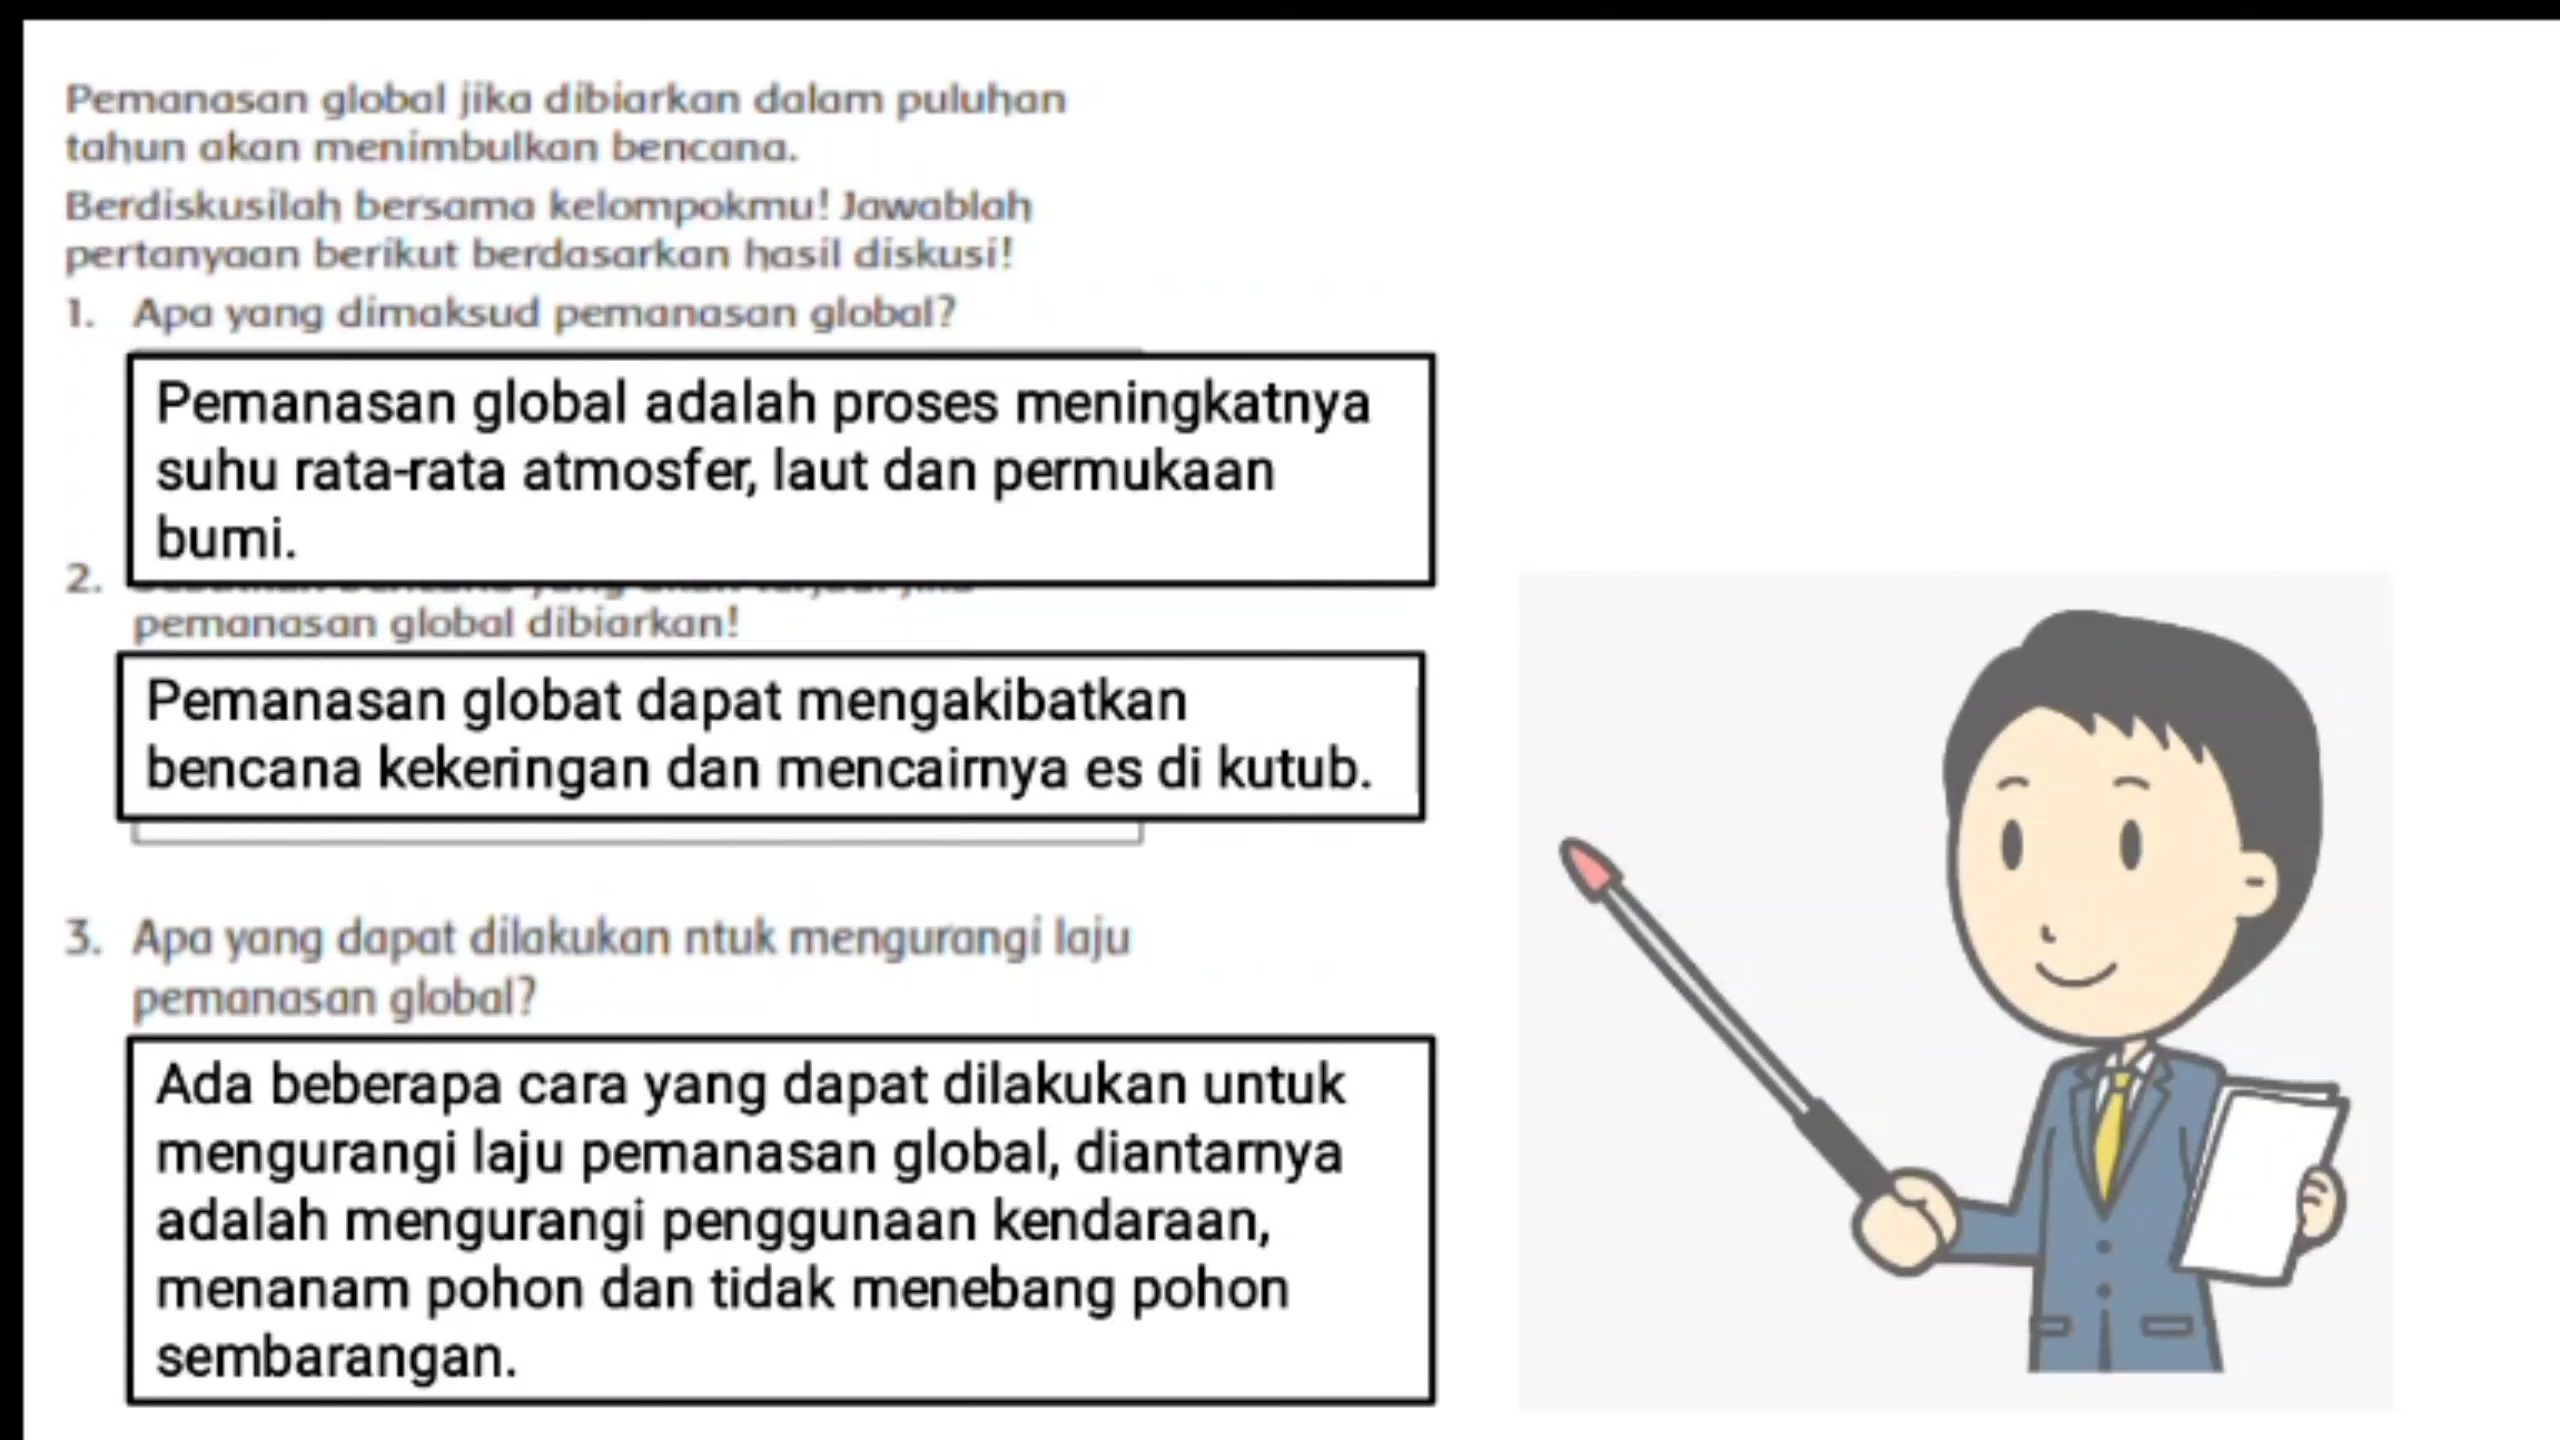 Pemanasan global jika dibiarkan dalam puluhan
tahun akan menimbulkan bencana.
Berdiskusilah bersama kelompokmu! Jawablah
pertanyaan berikut berdasarkan hasil diskusi!
1. Apa yang dimaksud pemanasan global?
Pemanasan global adalah proses meningkatnya
suhu rata-rata atmosfer, laut dan permukaan
bumi.
2.
pemanasan global dibiarkan!
Pemanasan globat dapat mengakibatkan
bencana kekeringan dan mencairnya es di kutub.
3. Apa yang dapat dilakukan ntuk mengurangi laju
pemanasan global?
Ada beberapa cara yang dapat dilakukan untuk
mengurangi laju pemanasan global, diantarnya
adalah mengurangi penggunaan kendaraan,
menanam pohon dan tidak menebang pohon
sembarangan.